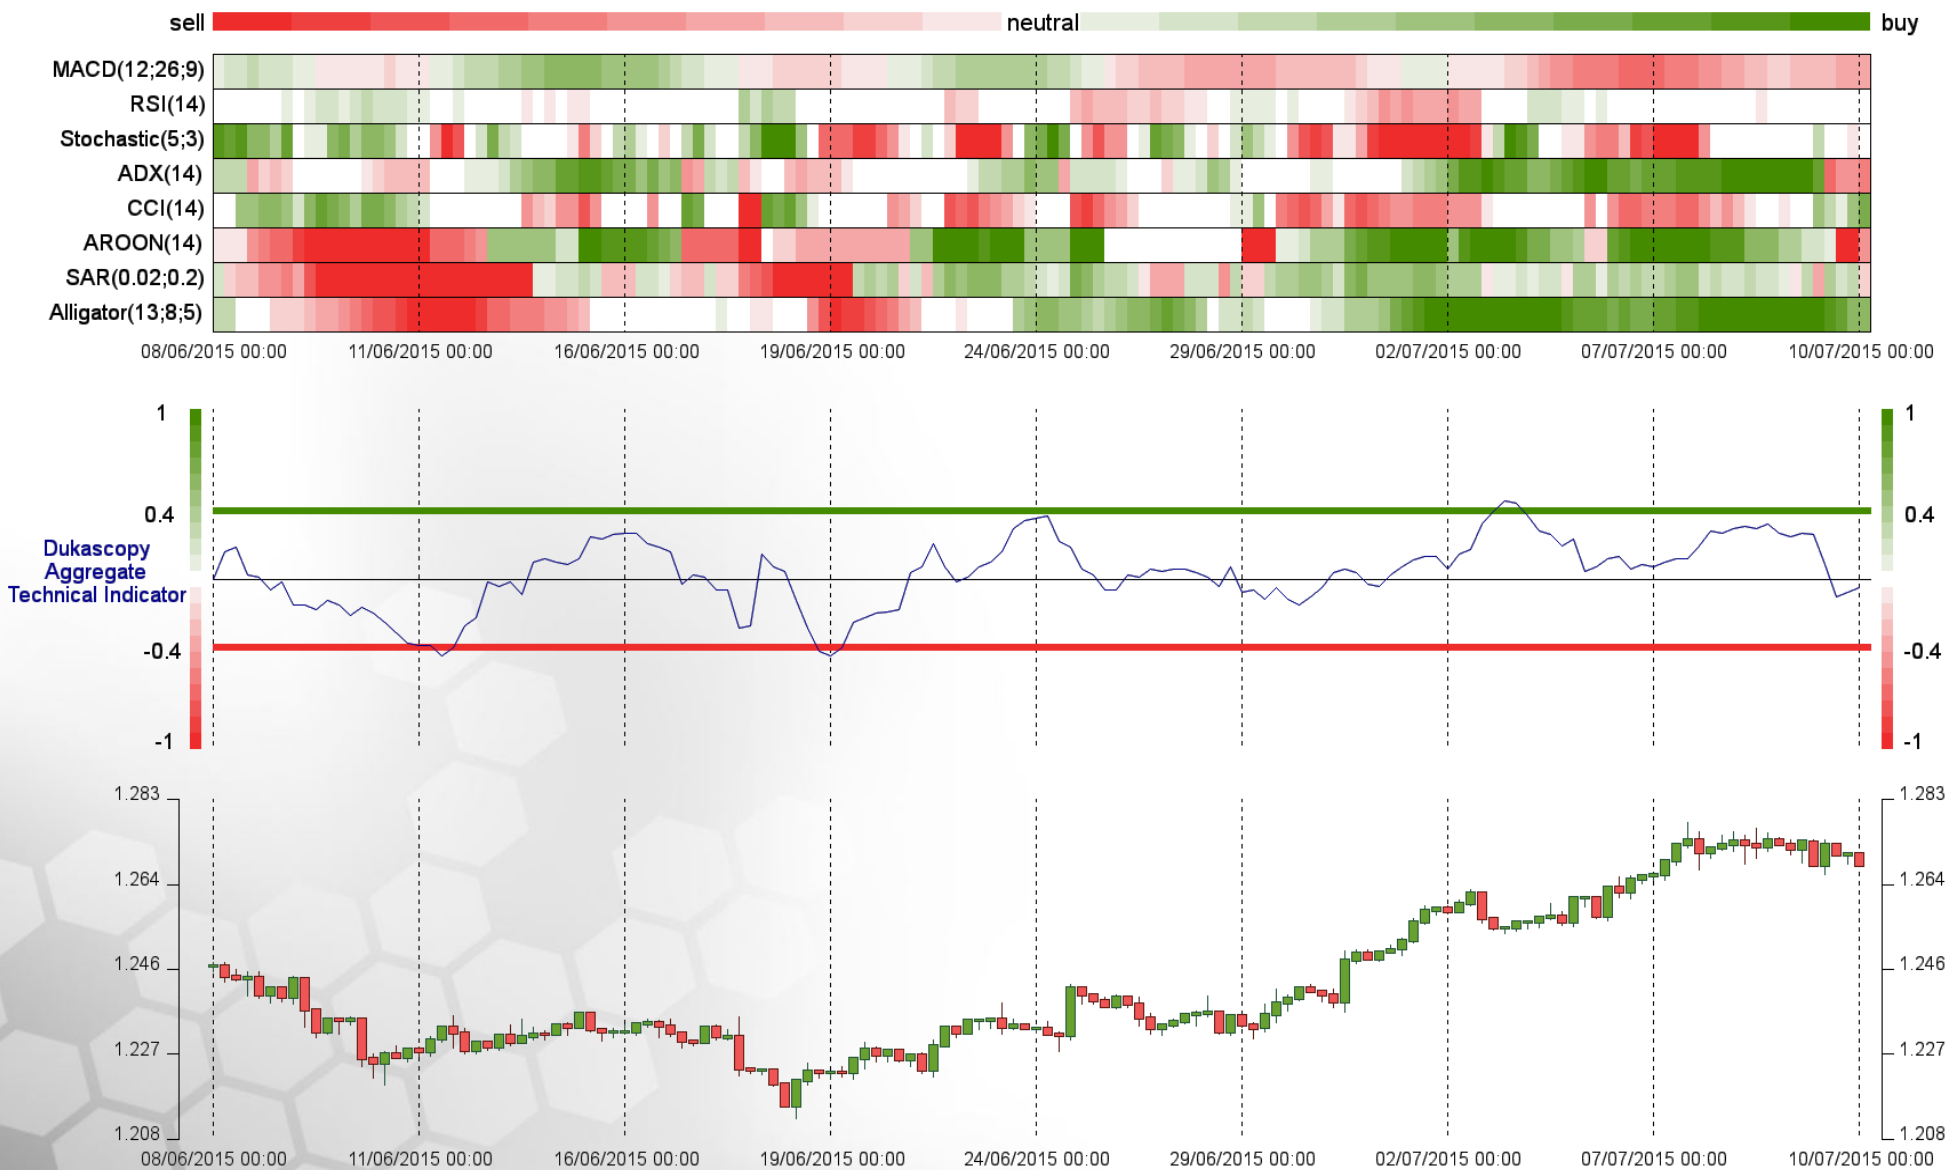 sell neutral buy
MACD(12;26;9)
RSI(14)
Stochastic(5;3)
ADX(14)
CCI(14)
AROON(14)
SAR(0.02;0.2)
Alligator(13;8;5)
08/06/2015 00:00 11/06/2015 00:00 16/06/2015 00:00 19/06/2015 00:00 24/06/2015 00:00 29/06/2015 00:00 02/07/2015 00:00 07/07/2015 00:00 10/07/2015 00:00
1 1
0.4 0.4
Dukascopy
Aggregate
Technical Indicator
-0.4 -0.4
-1 -1
1.283 1.283
1.264 1.264
1.246 1.246
1.227 1.227
1.208 1.208
08/06/2015 00:00 11/06/2015 00:00 16/06/2015 00:00 19/06/2015 00:00 24/06/2015 00:00 29/06/2015 00:00 02/07/2015 00:00 07/07/2015 00:00 10/07/2015 00:00